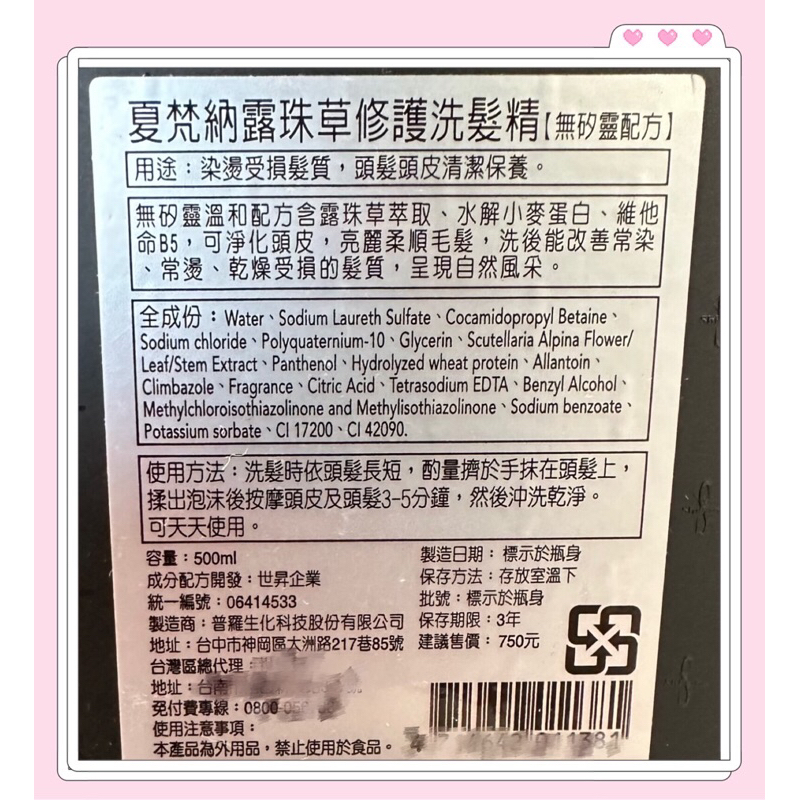 夏梵納露珠草修護洗髮精【無矽靈配方】
用途：染燙受損髮質，頭髮頭皮清潔保養。
無矽靈溫和配方含露珠草萃取、水解小麥蛋白、維他
命B5，可淨化頭皮，亮麗柔順毛髮，洗後能改善常染
、常燙、乾燥受損的髮質，呈現自然風采。
全成份：Water、Sodium Laureth Sulfate、Cocamidopropyl Betaine、
Sodium chloride、Polyquaternium-10、Glycerin、Scutellaria Alpina Flower/
Leaf/Stem Extract、Panthenol、Hydrolyzed wheat protein、Allantoin、
Climbazole、Fragrance、Citric Acid、Tetrasodium EDTA、Benzyl Alcohol、
Methylchloroisothiazolinone and Methylisothiazolinone、Sodium benzoate、
Potassium sorbate、CI 17200、CI 42090.
使用方法：洗髮時依頭髮長短，酌量擠於手抹在頭髮上，
揉出泡沫後按摩頭皮及頭髮3-5分鐘，然後沖洗乾淨。
可天天使用。
容量：500ml
成分配方開發：世昇企業
統一編號：06414533
製造商：普羅生化科技股份有限公司
地址：台中市神岡區大洲路217巷85號
台灣區總代理：
地址：台南
免付費專線：0800-05
使用注意事項：
本產品為外用品，禁止使用於食品。
製造日期：標示於瓶身
保存方法：存放室溫下
批號：標示於瓶身
保存期限：3年
建議售價：750元